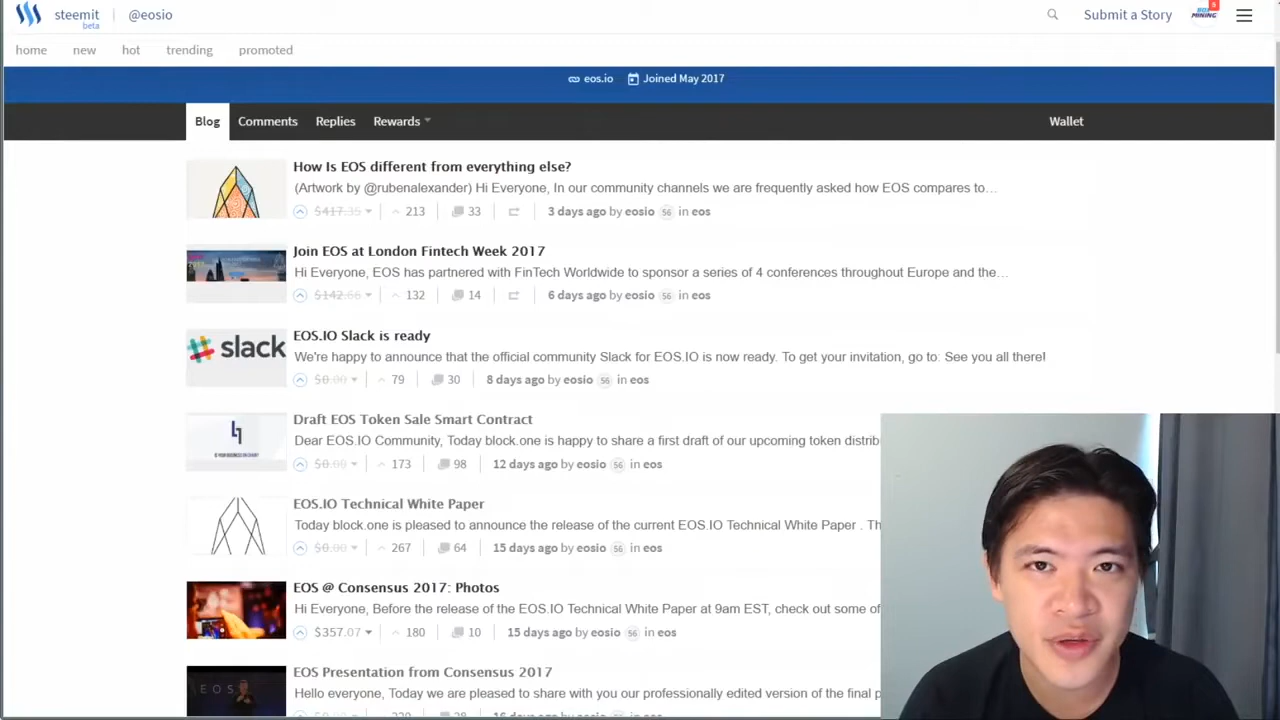 steemit
beta
@eosio
Submit a Story
6
MINING
home new hot trending promoted
eos.io Joined May 2017
Blog Comments Replies Rewards Wallet
How Is EOS different from everything else?
(Artwork by @rubenalexander) Hi Everyone, In our community channels we are frequently asked how EOS compares to…
$417.35 213 33 3 days ago by eosio 56 in eos
Join EOS at London Fintech Week 2017
Hi Everyone, EOS has partnered with FinTech Worldwide to sponsor a series of 4 conferences throughout Europe and the…
$142.66 132 14 6 days ago by eosio 56 in eos
slack
EOS.IO Slack is ready
We're happy to announce that the official community Slack for EOS.IO is now ready. To get your invitation, go to: See you all there!
$0.00 79 30 8 days ago by eosio 56 in eos
Draft EOS Token Sale Smart Contract
Dear EOS.IO Community, Today block.one is happy to share a first draft of our upcoming token distrib
$0.00 173 98 12 days ago by eosio 56 in eos
EOS.IO Technical White Paper
Today block.one is pleased to announce the release of the current EOS.IO Technical White Paper . Th
$0.00 267 64 15 days ago by eosio 56 in eos
EOS @ Consensus 2017: Photos
Hi Everyone, Before the release of the EOS.IO Technical White Paper at 9am EST, check out some of
$357.07 180 10 15 days ago by eosio 56 in eos
EOS
EOS Presentation from Consensus 2017
Hello everyone, Today we are pleased to share with you our professionally edited version of the final p